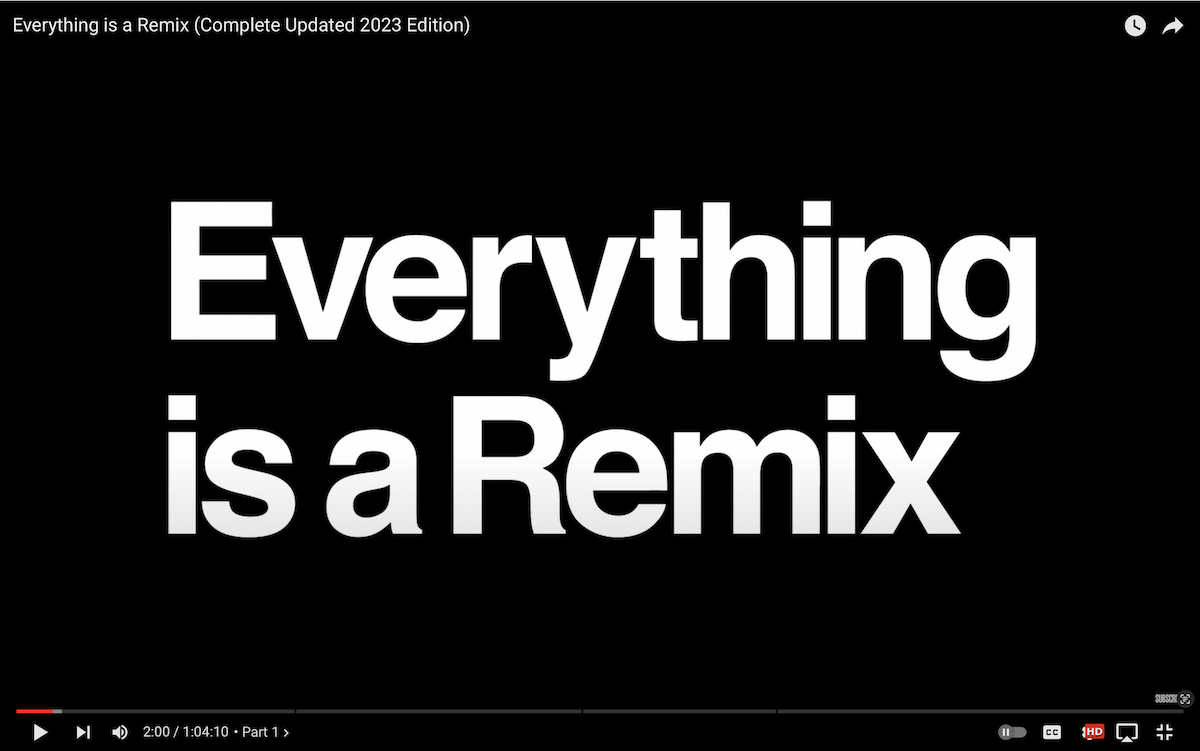 Everything is a Remix (Complete Updated 2023 Edition)
Everything
is a Remix
SUBSCRI
2:00 / 1:04:10 • Part 1 ›
CC
HD